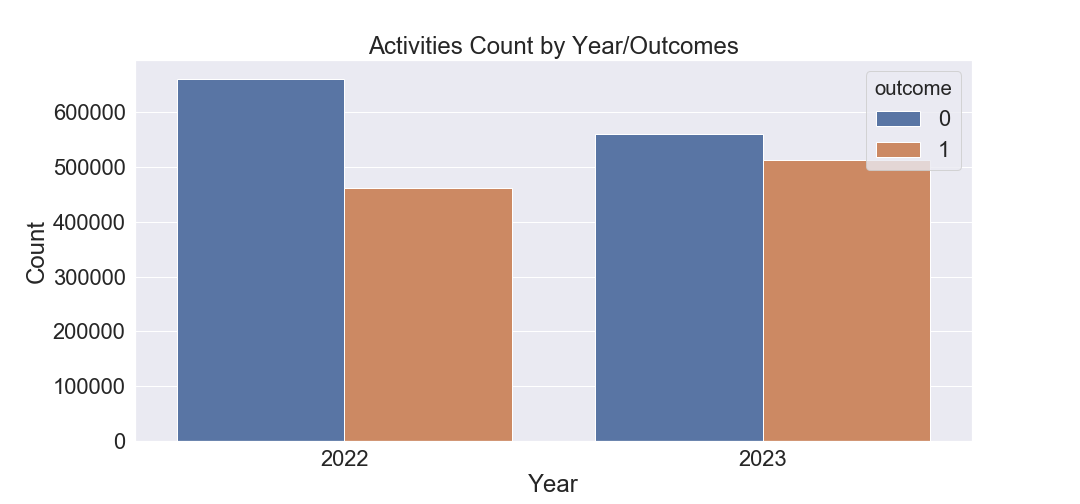 Activities Count by Year/Outcomes
outcome
0
1
600000
500000
400000
300000
200000
100000
0
Count
2022
2023
Year